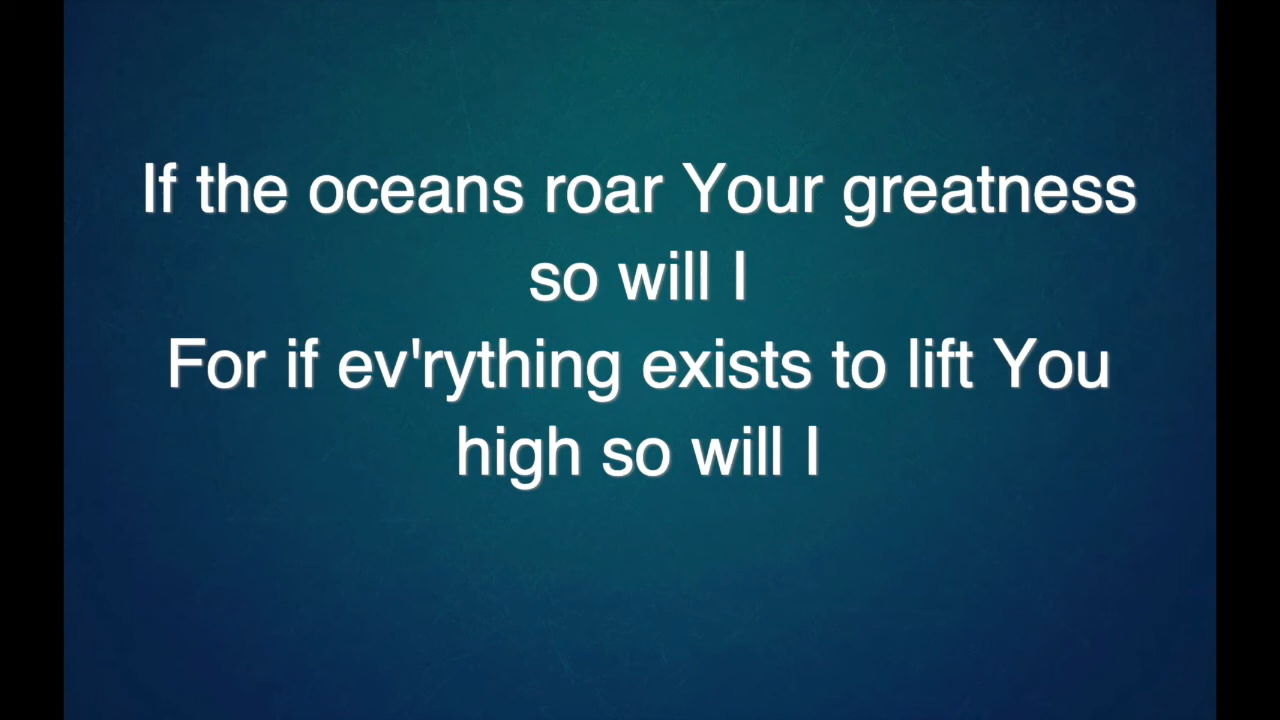 If the oceans roar Your greatness
so will I
For if ev'rything exists to lift You
high so will I